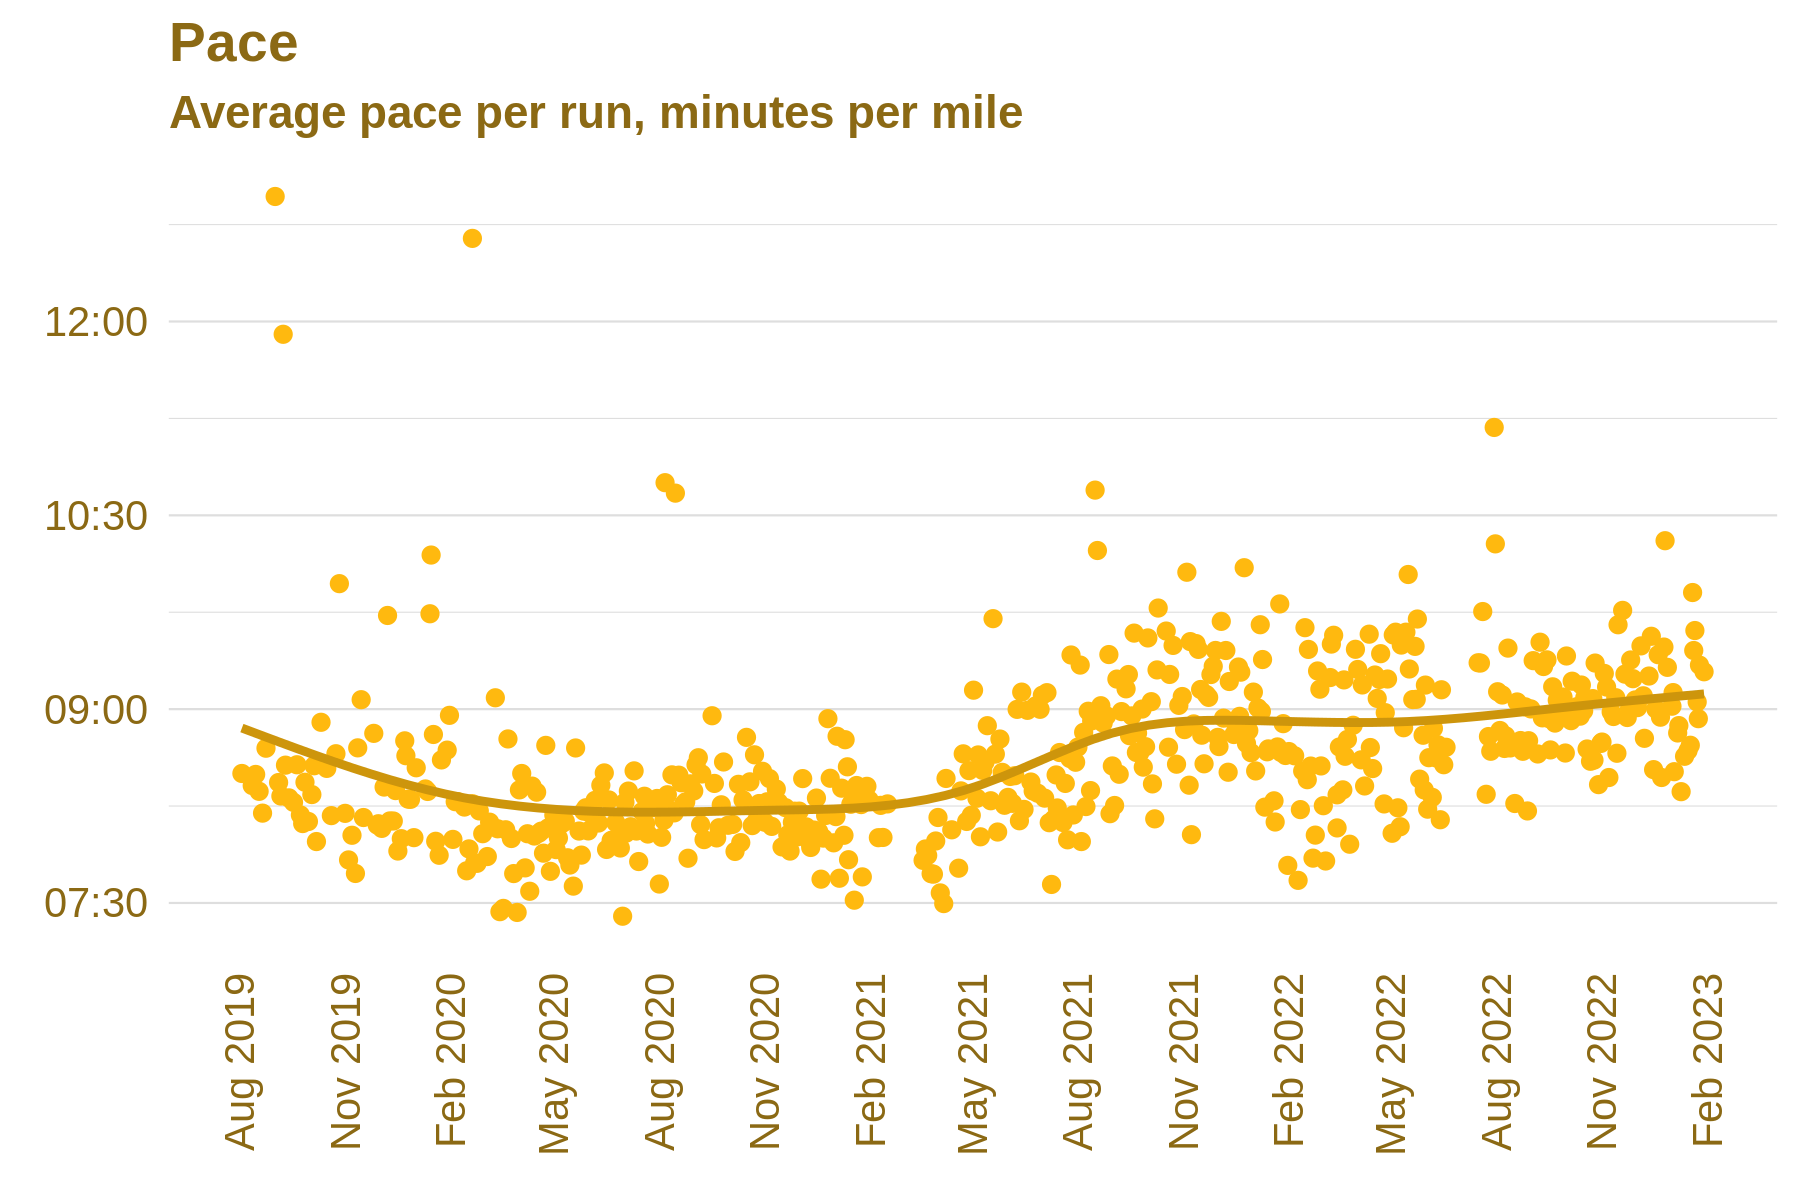 Pace
Average pace per run, minutes per mile
12:00
10:30
09:00
07:30
Aug 2019
Nov 2019
Feb 2020
May 2020
Aug 2020
Nov 2020
Feb 2021
May 2021
Aug 2021
Nov 2021
Feb 2022
May 2022
Aug 2022
Nov 2022
Feb 2023